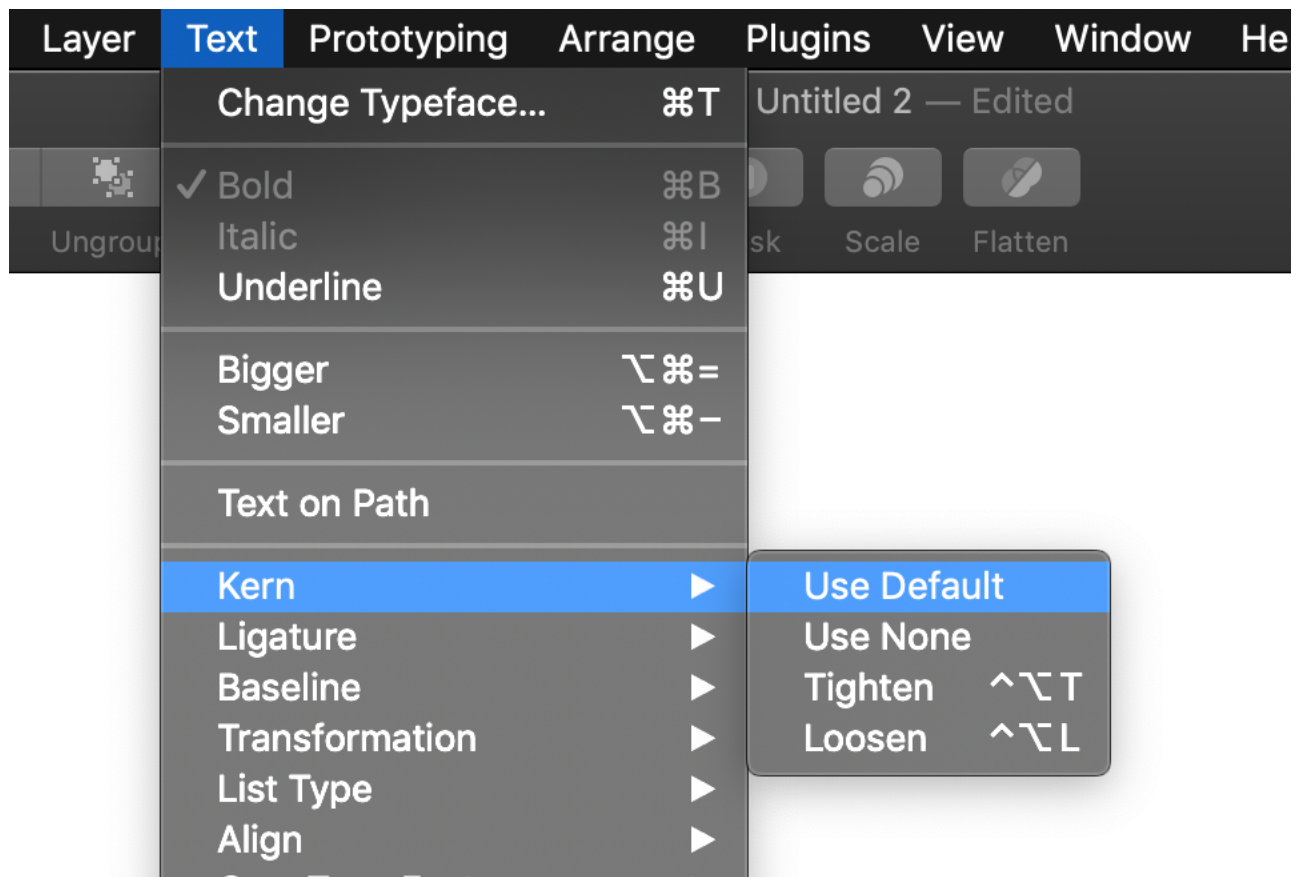 Layer Text Prototyping Arrange Plugins View Window He
Untitled 2 — Edited
Ungroup sk Scale Flatten
Change Typeface... ⌘T
✓ Bold ⌘B
Italic ⌘I
Underline ⌘U
Bigger ⌥⌘=
Smaller ⌥⌘−
Text on Path
Kern ▶
Ligature ▶
Baseline ▶
Transformation ▶
List Type ▶
Align ▶
Use Default
Use None
Tighten ^⌥T
Loosen ^⌥L